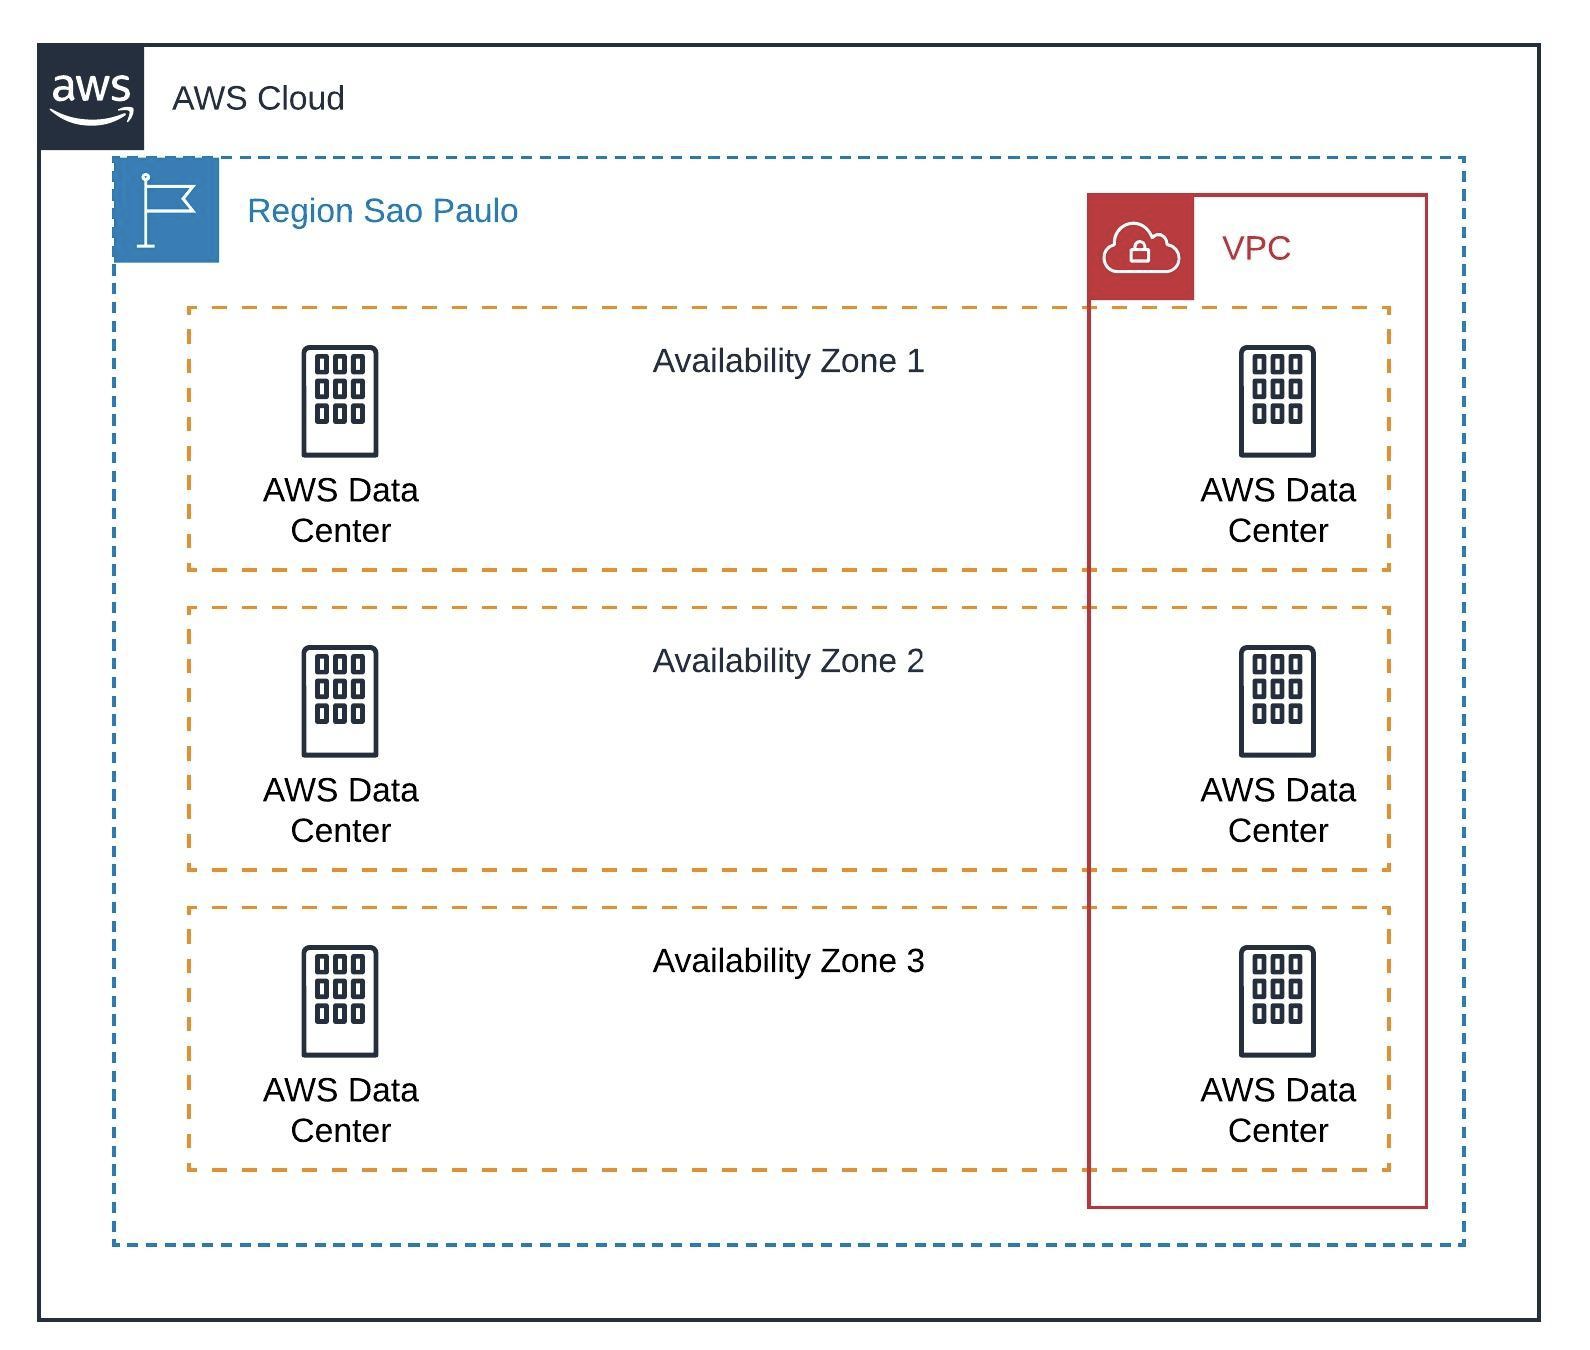 aws
AWS Cloud
Region Sao Paulo
VPC
Availability Zone 1
AWS Data
Center
AWS Data
Center
Availability Zone 2
AWS Data
Center
AWS Data
Center
Availability Zone 3
AWS Data
Center
AWS Data
Center